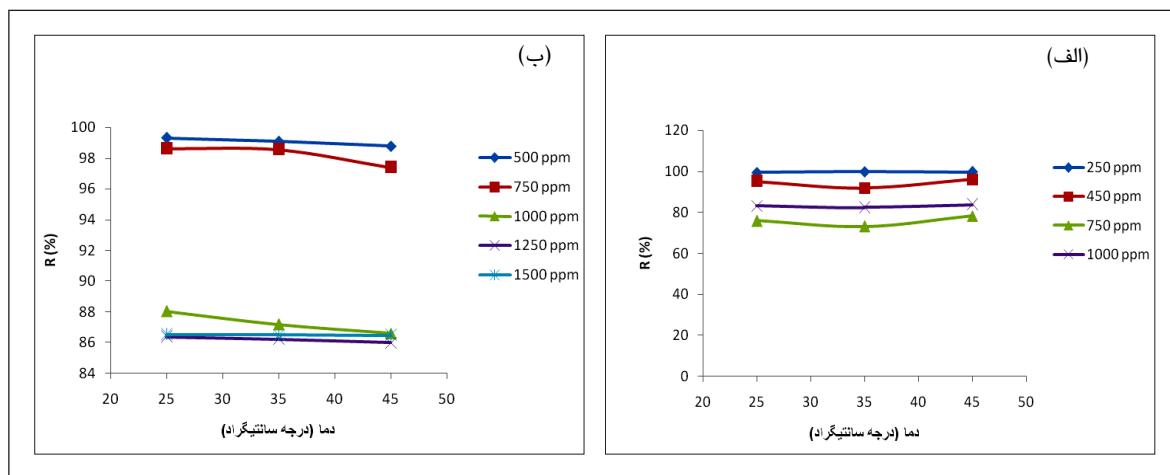 (الف)
R (%)
120
100
80
60
40
20
0
20 25 30 35 40 45 50
دما (درجه سانتیگراد)
250 ppm
450 ppm
750 ppm
1000 ppm
(ب)
R (%)
100
98
96
94
92
90
88
86
84
20 25 30 35 40 45 50
دما (درجه سانتیگراد)
500 ppm
750 ppm
1000 ppm
1250 ppm
1500 ppm